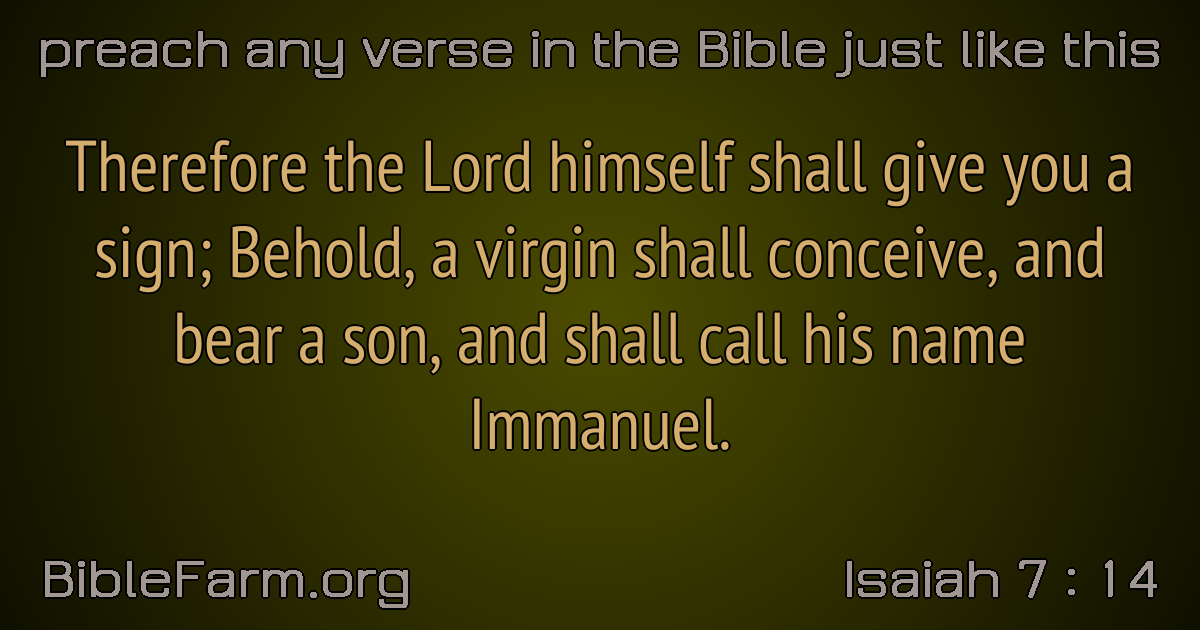 preach any verse in the Bible just like this
Therefore the Lord himself shall give you a
sign; Behold, a virgin shall conceive, and
bear a son, and shall call his name
Immanuel.
BibleFarm.org
Isaiah 7 : 14